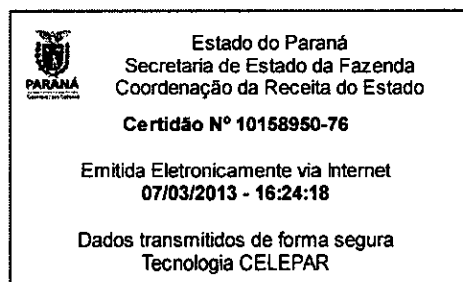 Estado do Paraná
Secretaria de Estado da Fazenda
PARANÁ
Coordenação da Receita do Estado
Certidão Nº 10158950-76
Emitida Eletronicamente via Internet
07/03/2013 - 16:24:18
Dados transmitidos de forma segura
Tecnologia CELEPAR